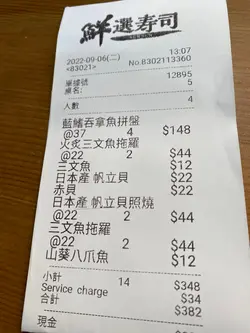 鮮選寿司
2022-09-06(二) 13:07
<83021> No.8302113360
單據號 12895
桌名: 5
人數 4
藍鰭吞拿魚拼盤
@37 4 $148
火炙三文魚拖羅
@22 2 $44
三文魚 $12
日本產 帆立貝 $22
赤貝 $22
日本產 帆立貝照燒
@22 2 $44
三文魚拖羅
@22 2 $44
山葵八爪魚 $12
小計 14 $348
Service charge $34
合計 $382
現金